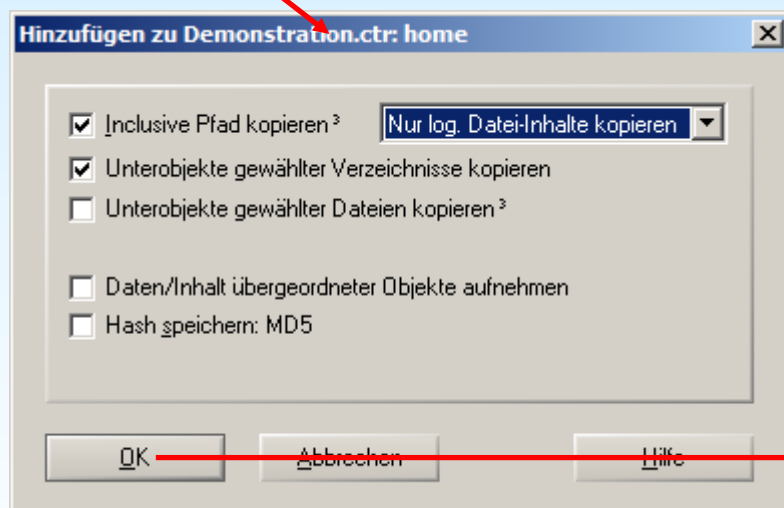 Hinzufügen zu Demonstration.ctr: home
Inclusive Pfad kopieren ³ Nur log. Datei-Inhalte kopieren
Unterobjekte gewählter Verzeichnisse kopieren
Unterobjekte gewählter Dateien kopieren ³
Daten/Inhalt übergeordneter Objekte aufnehmen
Hash speichern: MD5
OK Abbrechen Hilfe